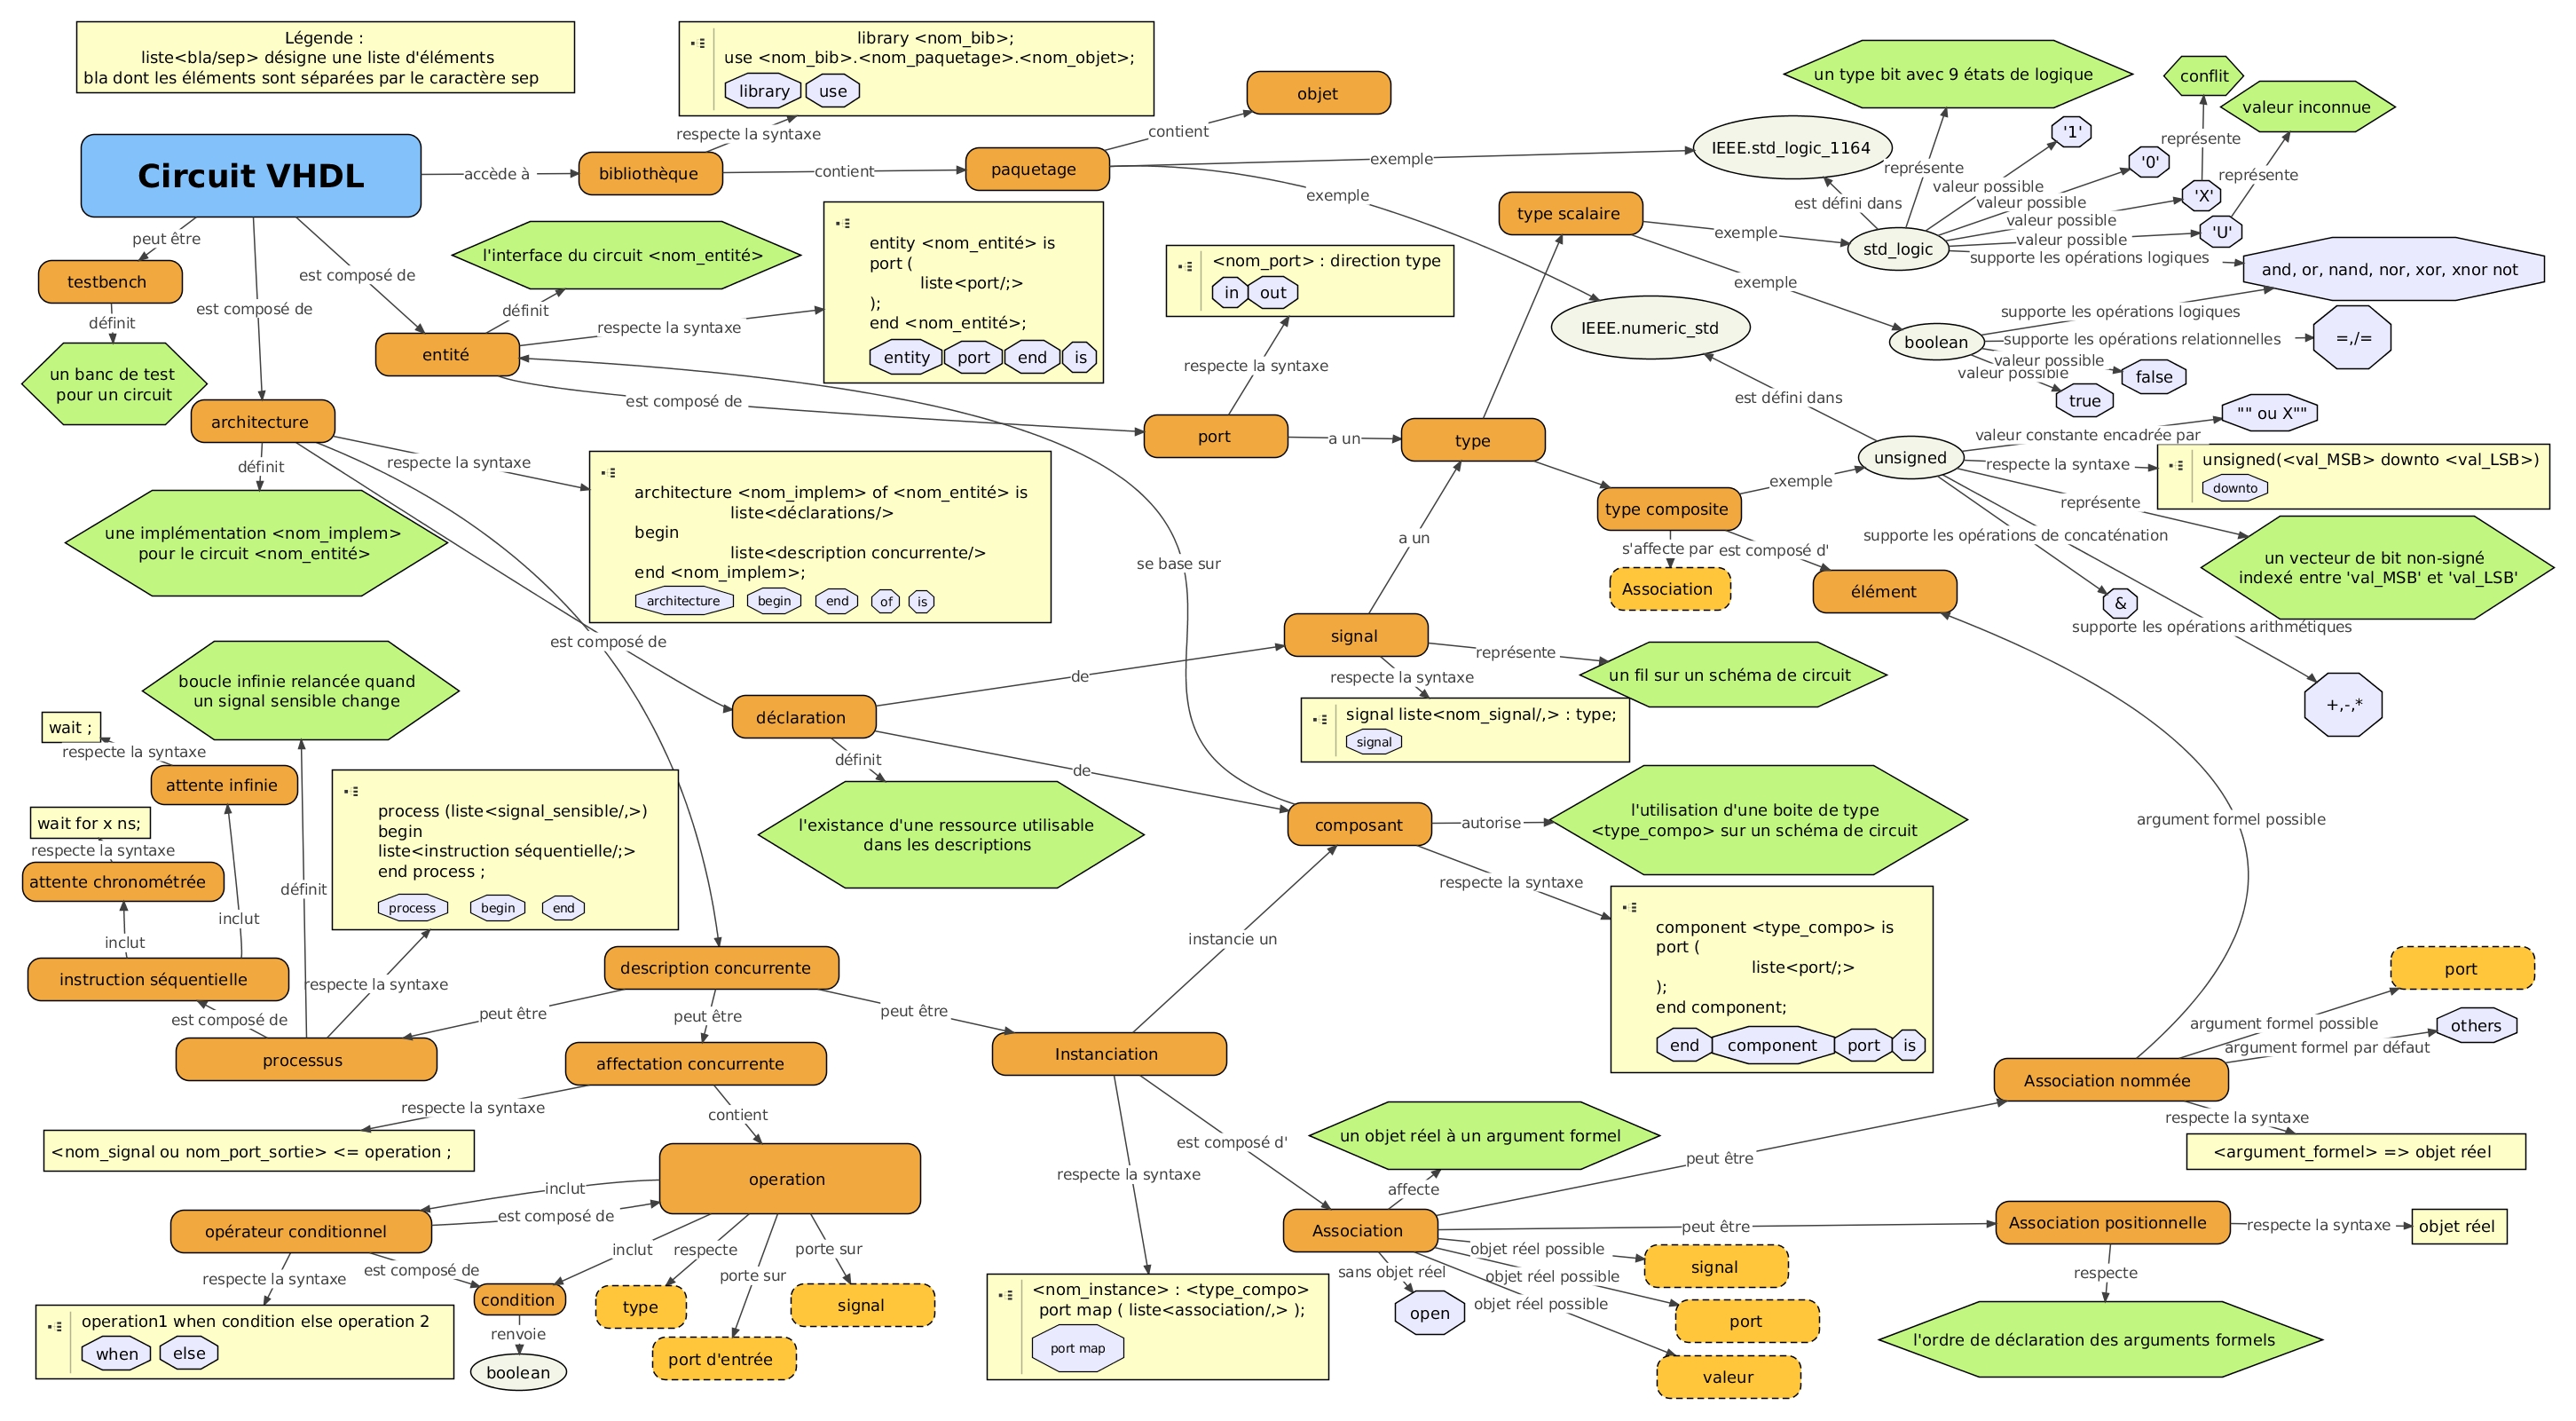 Légende :
liste<bla/sep> désigne une liste d'éléments
bla dont les éléments sont séparées par le caractère sep
library <nom_bib>;
use <nom_bib>.<nom_paquetage>.<nom_objet>;
library
use
respecte la syntaxe
Circuit VHDL
accède à
bibliothèque
contient
paquetage
contient
objet
exemple
IEEE.std_logic_1164
exemple
un type bit avec 9 états de logique
conflit
valeur inconnue
représente
'1'
représente
'0'
représente
'X'
valeur possible
valeur possible
valeur possible
valeur possible
'U'
est défini dans
type scalaire
exemple
std_logic
supporte les opérations logiques
and, or, nand, nor, xor, xnor not
peut être
testbench
définit
un banc de test
pour un circuit
est composé de
est composé de
l'interface du circuit <nom_entité>
définit
entité
respecte la syntaxe
entity <nom_entité> is
port (
liste<port/;>
);
end <nom_entité>;
entity
port
end
is
<nom_port> : direction type
in
out
respecte la syntaxe
IEEE.numeric_std
exemple
boolean
supporte les opérations logiques
supporte les opérations relationnelles
=,/=
valeur possible
valeur possible
false
true
est défini dans
est composé de
port
a un
type
architecture
respecte la syntaxe
définit
une implémentation <nom_implem>
pour le circuit <nom_entité>
architecture <nom_implem> of <nom_entité> is
liste<déclarations/>
begin
liste<description concurrente/>
end <nom_implem>;
architecture
begin
end
of
is
unsigned
valeur constante encadrée par
"" ou X""
respecte la syntaxe
unsigned(<val_MSB> downto <val_LSB>)
downto
représente
un vecteur de bit non-signé
indexé entre 'val_MSB' et 'val_LSB'
supporte les opérations de concaténation
&
supporte les opérations arithmétiques
+,-,*
exemple
type composite
s'affecte par
Association
est composé d'
élément
a un
se base sur
est composé de
signal
représente
un fil sur un schéma de circuit
respecte la syntaxe
signal liste<nom_signal/,> : type;
signal
de
déclaration
de
définit
l'existance d'une ressource utilisable
dans les descriptions
composant
autorise
l'utilisation d'une boite de type
<type_compo> sur un schéma de circuit
respecte la syntaxe
component <type_compo> is
port (
liste<port/;>
);
end component;
end
component
port
is
boucle infinie relancée quand
un signal sensible change
wait ;
respecte la syntaxe
attente infinie
wait for x ns;
respecte la syntaxe
attente chronométrée
définit
inclut
inclut
process (liste<signal_sensible/,>)
begin
liste<instruction séquentielle/;>
end process ;
process
begin
end
instruction séquentielle
respecte la syntaxe
est composé de
processus
description concurrente
peut être
peut être
peut être
instancie un
affectation concurrente
Instanciation
respecte la syntaxe
<nom_signal ou nom_port_sortie> <= operation ;
contient
operation
inclut
est composé de
opérateur conditionnel
respecte la syntaxe
est composé de
operation1 when condition else operation 2
when
else
inclut
condition
renvoie
boolean
respecte
type
porte sur
port d'entrée
porte sur
signal
respecte la syntaxe
<nom_instance> : <type_compo>
port map ( liste<association/,> );
port map
est composé d'
un objet réel à un argument formel
affecte
Association
peut être
peut être
argument formel possible
argument formel possible
port
argument formel par défaut
others
Association nommée
respecte la syntaxe
<argument_formel> => objet réel
Association positionnelle
respecte la syntaxe
objet réel
respecte
l'ordre de déclaration des arguments formels
sans objet réel
open
objet réel possible
signal
objet réel possible
port
objet réel possible
valeur